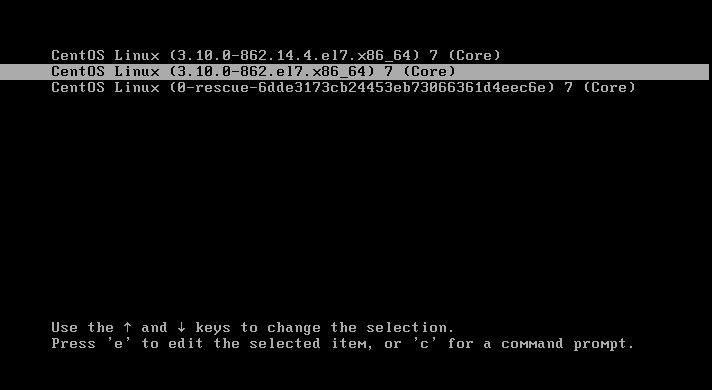 CentOS Linux (3.10.0-862.14.4.el7.x86_64) 7 (Core)
CentOS Linux (3.10.0-862.el7.x86_64) 7 (Core)
CentOS Linux (0-rescue-6dde3173cb24453eb73066361d4eec6e) 7 (Core)
Use the ↑ and ↓ keys to change the selection.
Press 'e' to edit the selected item, or 'c' for a command prompt.